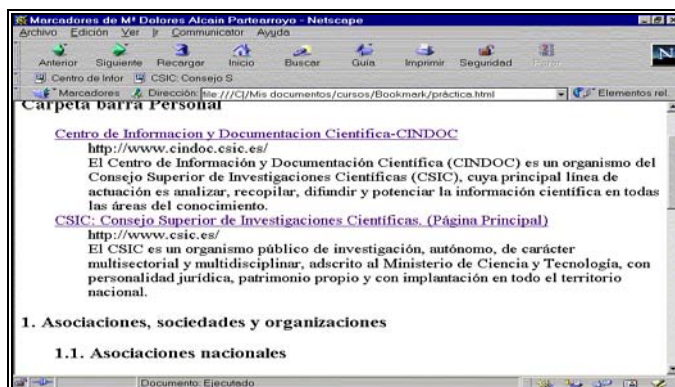 Marcadores de Mª Dolores Alcain Partearroyo - Netscape
Archivo Edición Ver Ir Communicator Ayuda
Anterior Siguiente Recargar Inicio Buscar Guía Imprimir Seguridad
Centro de Infor CSIC: Consejo S
Marcadores Dirección: file:///C|/Mis documentos/cursos/Bookmark/práctica.html Elementos rel.
Carpeta barra Personal
Centro de Informacion y Documentacion Cientifica-CINDOC
http://www.cindoc.csic.es/
El Centro de Información y Documentación Científica (CINDOC) es un organismo del
Consejo Superior de Investigaciones Científicas (CSIC), cuya principal línea de
actuación es analizar, recopilar, difundir y potenciar la información científica en todas
las áreas del conocimiento.
CSIC: Consejo Superior de Investigaciones Científicas. (Página Principal)
http://www.csic.es/
El CSIC es un organismo público de investigación, autónomo, de carácter
multisectorial y multidisciplinar, adscrito al Ministerio de Ciencia y Tecnología, con
personalidad jurídica, patrimonio propio y con implantación en todo el territorio
nacional.
1. Asociaciones, sociedades y organizaciones
1.1. Asociaciones nacionales
Documento: Ejecutado